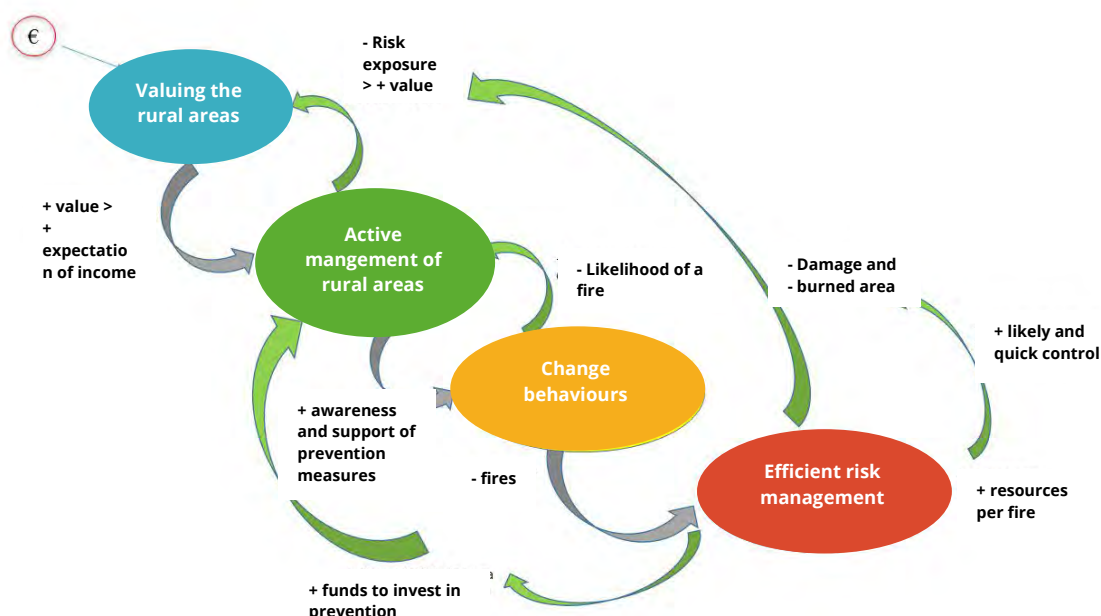 €
- Risk
exposure
> + value
Valuing the
rural areas
+ value >
+
expectatio
n of income
Active
mangement of
rural areas
- Likelihood of a
fire
- Damage and
- burned area
+ likely and
quick control
Change
behaviours
+ awareness
and support of
prevention
measures
- fires
Efficient risk
management
+ resources
per fire
a
+ funds to invest in
prevention